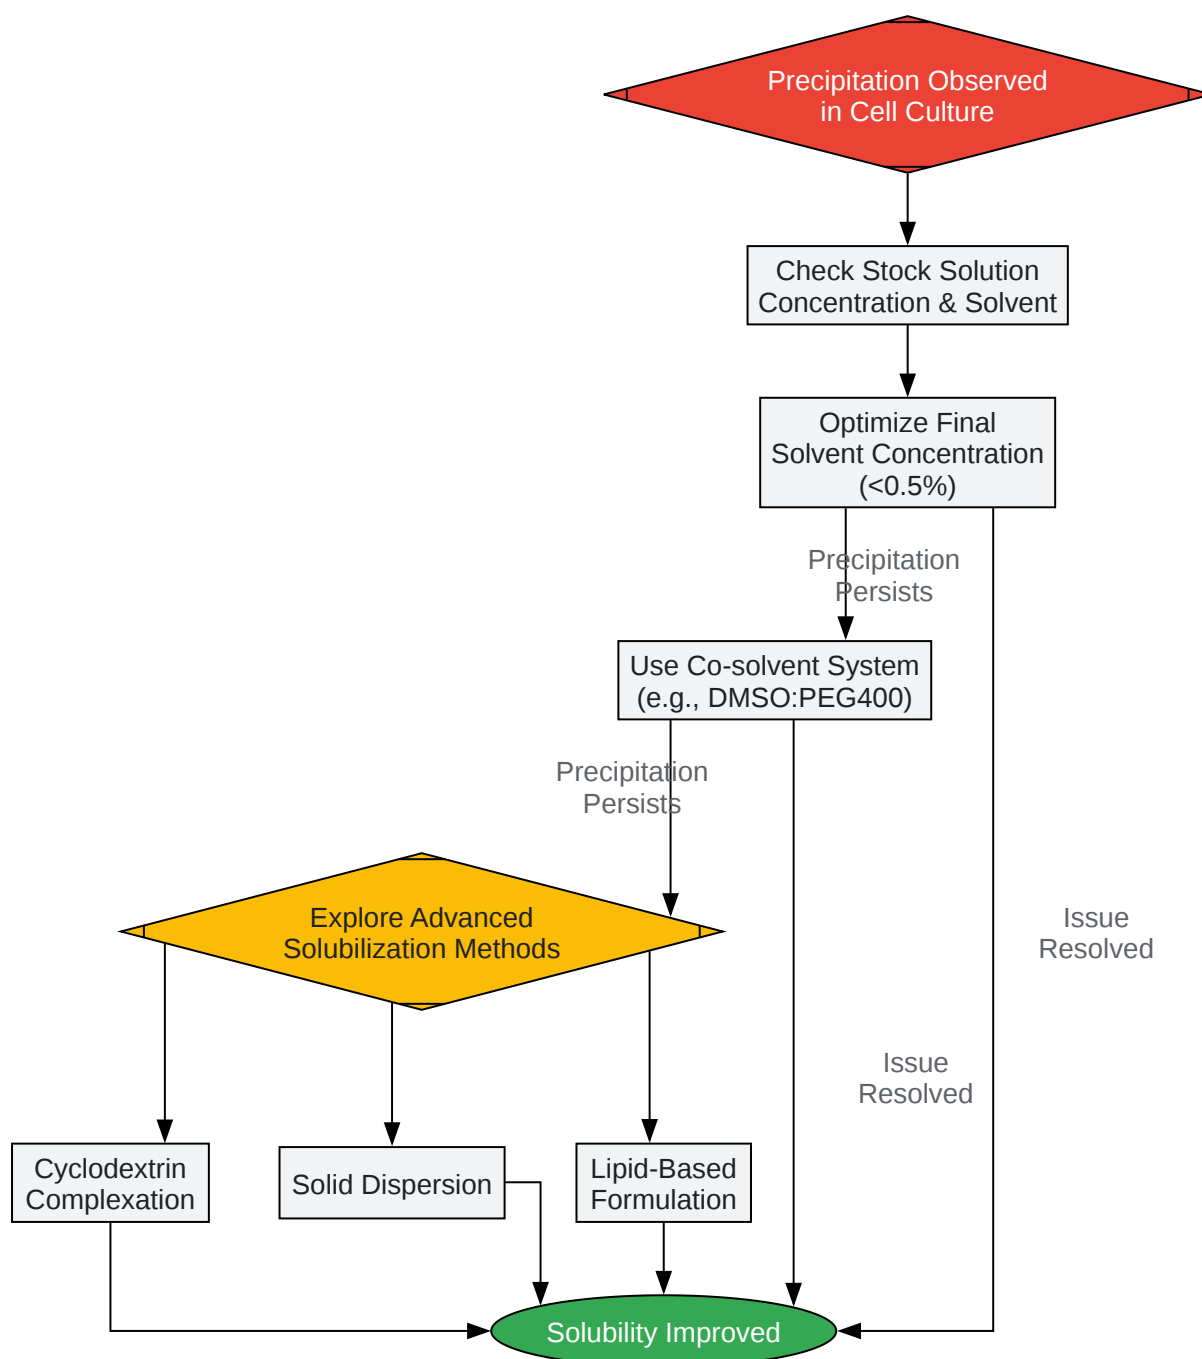 Precipitation Observed
in Cell Culture
Check Stock Solution
Concentration & Solvent
Optimize Final
Solvent Concentration
(<0.5%)
Precipitation
Persists
Use Co-solvent System
(e.g., DMSO:PEG400)
Precipitation
Persists
Explore Advanced
Solubilization Methods
Issue
Resolved
Issue
Resolved
Cyclodextrin
Complexation
Solid Dispersion
Lipid-Based
Formulation
Solubility Improved